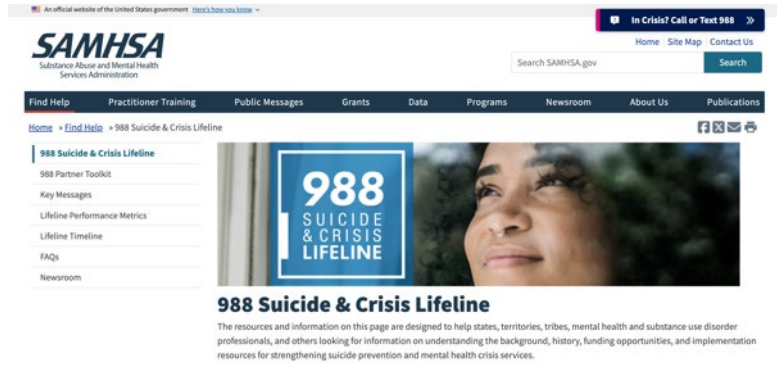 An official website of the United States government Here's how you know
In Crisis? Call or Text 988
Home Site Map Contact Us
SAMHSA
Substance Abuse and Mental Health
Services Administration
Search SAMHSA.gov
Search
Find Help Practitioner Training Public Messages Grants Data Programs Newsroom About Us Publications
Home » Find Help » 988 Suicide & Crisis Lifeline
988 Suicide & Crisis Lifeline
988 Partner Toolkit
Key Messages
Lifeline Performance Metrics
Lifeline Timeline
FAQs
Newsroom
988
SUICIDE
& CRISIS
LIFELINE
988 Suicide & Crisis Lifeline
The resources and information on this page are designed to help states, territories, tribes, mental health and substance use disorder
professionals, and others looking for information on understanding the background, history, funding opportunities, and implementation
resources for strengthening suicide prevention and mental health crisis services.